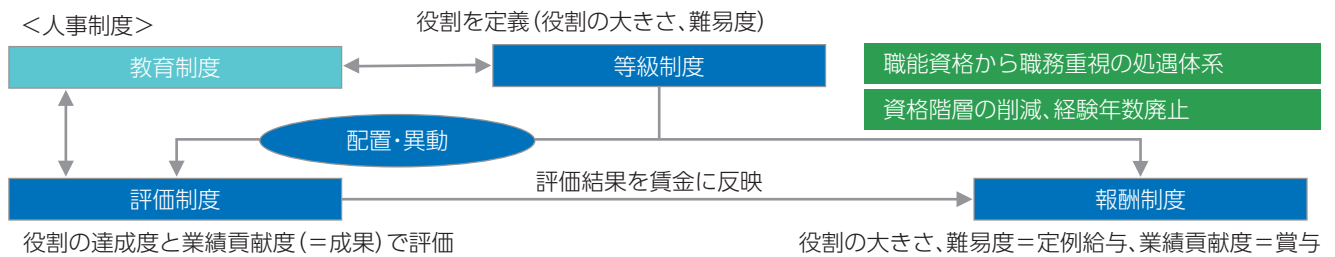 <人事制度>
役割を定義(役割の大きさ、難易度)
教育制度
等級制度
職能資格から職務重視の処遇体系
資格階層の削減、経験年数廃止
配置・異動
評価結果を賃金に反映
評価制度
報酬制度
役割の達成度と業績貢献度(=成果)で評価
役割の大きさ、難易度=定例給与、業績貢献度=賞与